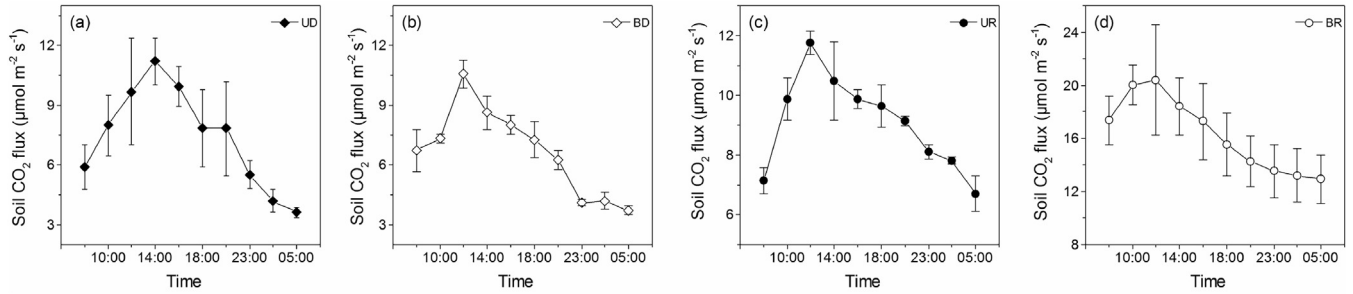 (a)
UD
Soil CO₂ flux (μmol m⁻² s⁻¹)
12
9
6
3
10:00 14:00 18:00 23:00 05:00
Time
(b)
BD
Soil CO₂ flux (μmol m⁻² s⁻¹)
12
9
6
3
10:00 14:00 18:00 23:00 05:00
Time
(c)
UR
Soil CO₂ flux (μmol m⁻² s⁻¹)
12
10
8
6
10:00 14:00 18:00 23:00 05:00
Time
(d)
BR
Soil CO₂ flux (μmol m⁻² s⁻¹)
24
20
16
12
8
10:00 14:00 18:00 23:00 05:00
Time